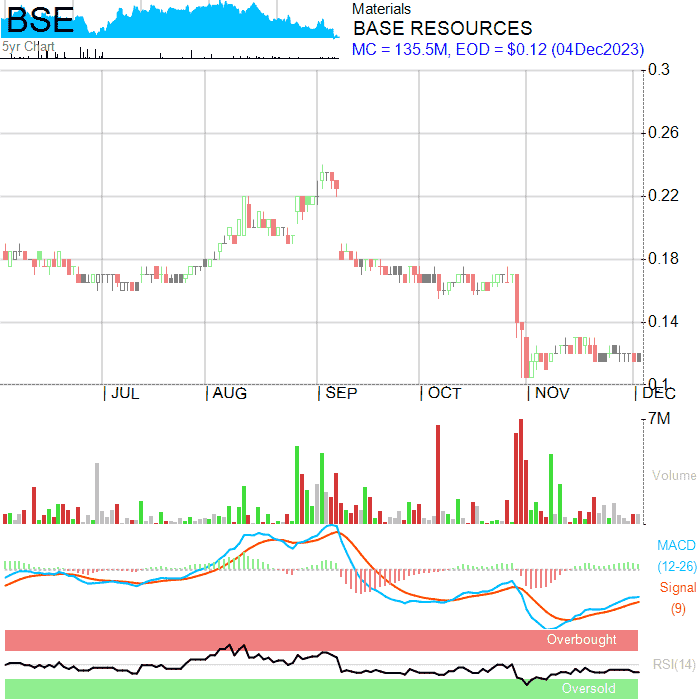 BSE
5yr Chart
Materials
BASE RESOURCES
MC = 135.5M, EOD = $0.12 (04Dec2023)
0.3
0.26
0.22
0.18
0.14
0.1
JUL AUG SEP OCT NOV DEC
7M
Volume
MACD
(12-26)
Signal
(9)
Overbought
RSI(14)
Oversold